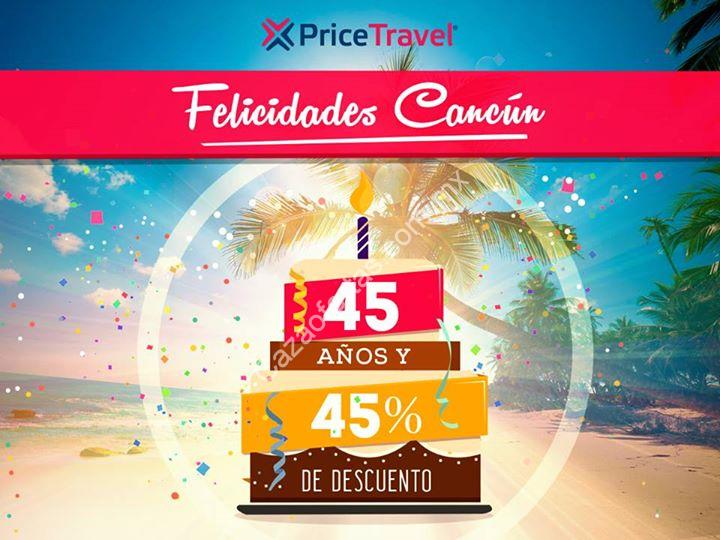 PriceTravel
Felicidades Cancún
45
AÑOS Y
45%
DE DESCUENTO